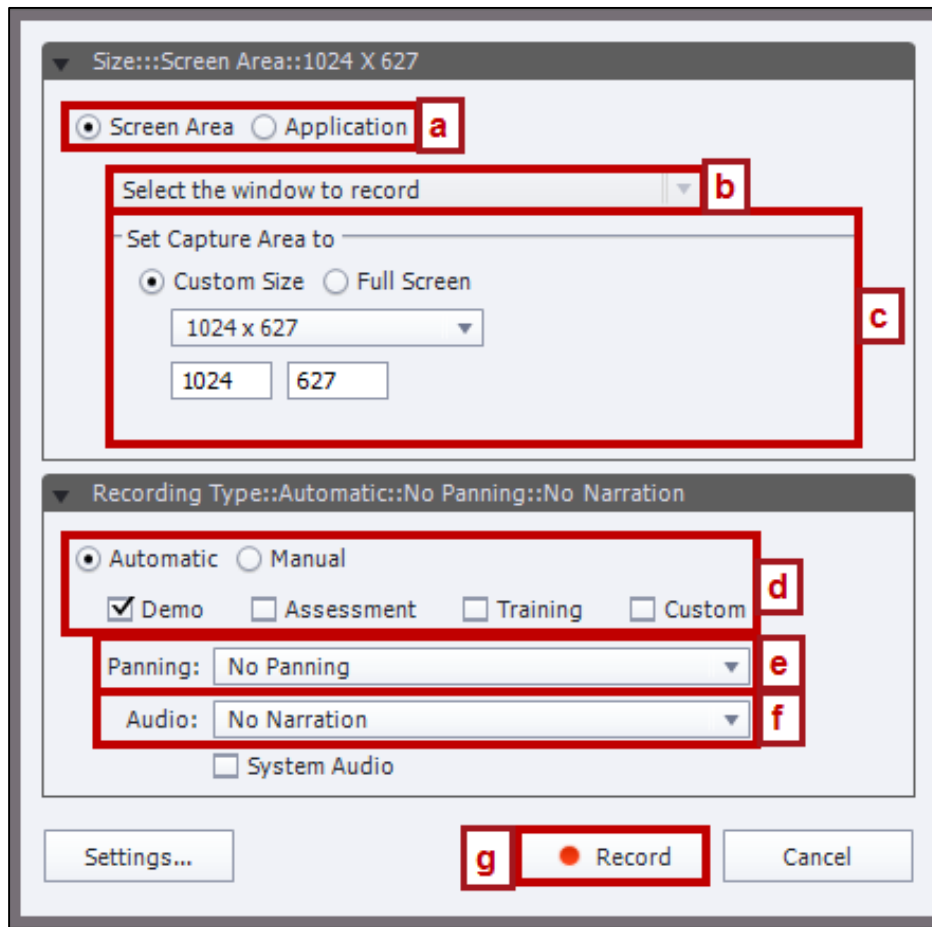 Size:::Screen Area::1024 X 627
Screen Area Application a
Select the window to record b
Set Capture Area to
Custom Size Full Screen
1024 x 627 c
1024 627
Recording Type::Automatic::No Panning::No Narration
Automatic Manual
d
Demo Assessment Training Custom
Panning: No Panning e
Audio: No Narration f
System Audio
Settings... g Record Cancel